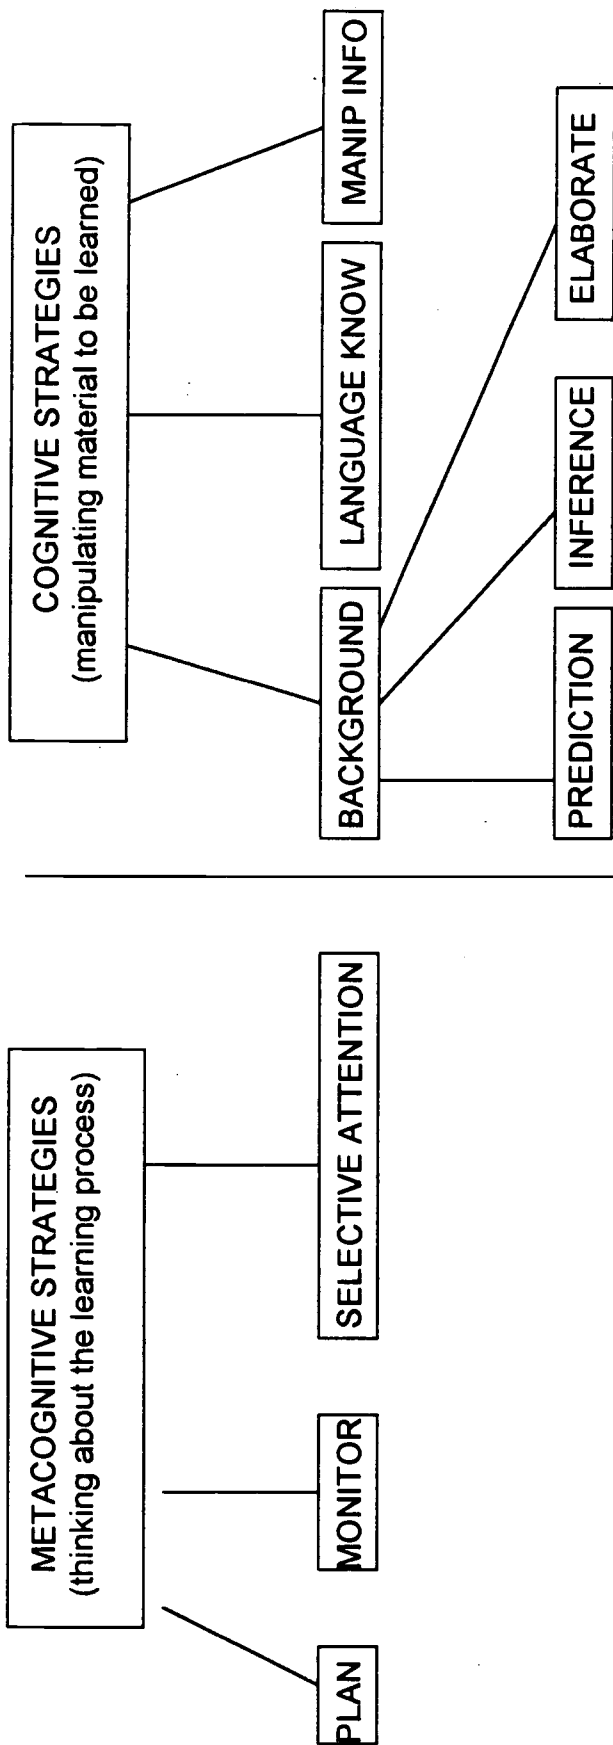 METACOGNITIVE STRATEGIES
(thinking about the learning process)
PLAN
MONITOR
SELECTIVE ATTENTION
COGNITIVE STRATEGIES
(manipulating material to be learned)
BACKGROUND
LANGUAGE KNOW
MANIP INFO
PREDICTION
INFERENCE
ELABORATE